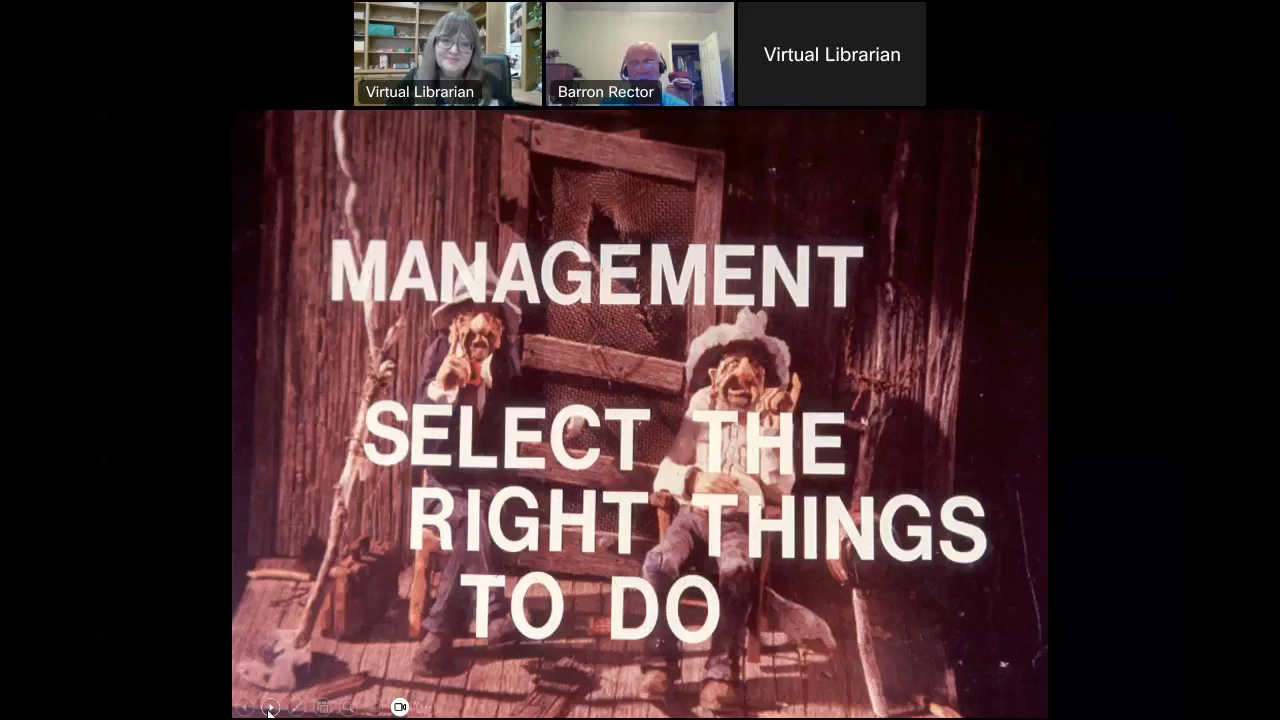 Virtual Librarian
Barron Rector
Virtual Librarian
MANAGEMENT
SELECT THE
RIGHT THINGS
TO DO